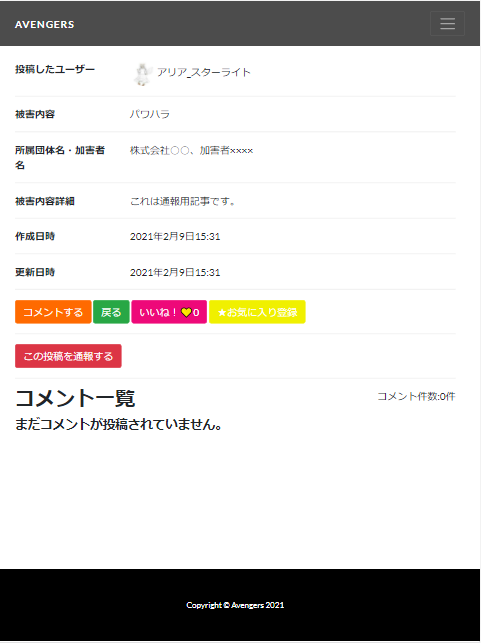 AVENGERS
投稿したユーザー アリア_スターライト
被害内容 パワハラ
所属団体名・加害者 株式会社〇〇、加害者xxxx
名
被害内容詳細 これは通報用記事です。
作成日時 2021年2月9日15:31
更新日時 2021年2月9日15:31
コメントする 戻る いいね！💛0 ★お気に入り登録
この投稿を通報する
コメント一覧 コメント件数:0件
まだコメントが投稿されていません。
Copyright © Avengers 2021